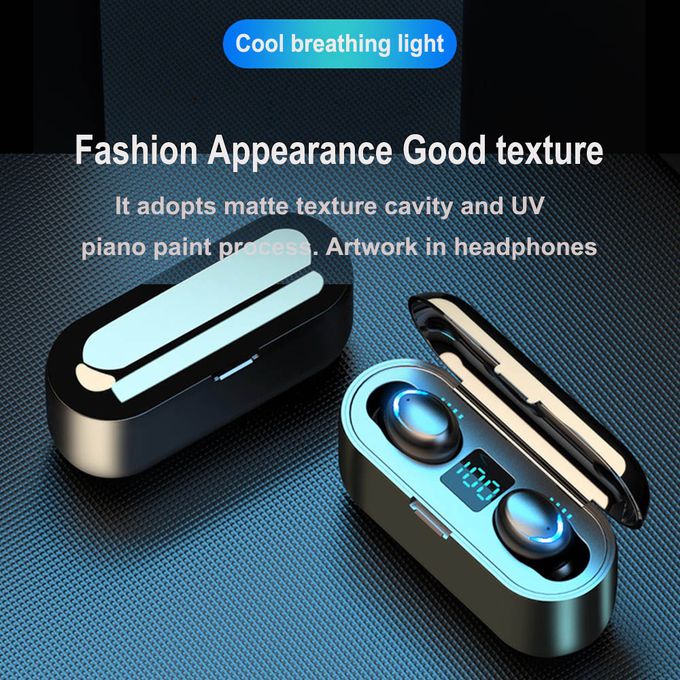 Cool breathing light
Fashion Appearance Good texture
It adopts matte texture cavity and UV
piano paint process. Artwork in headphones
100